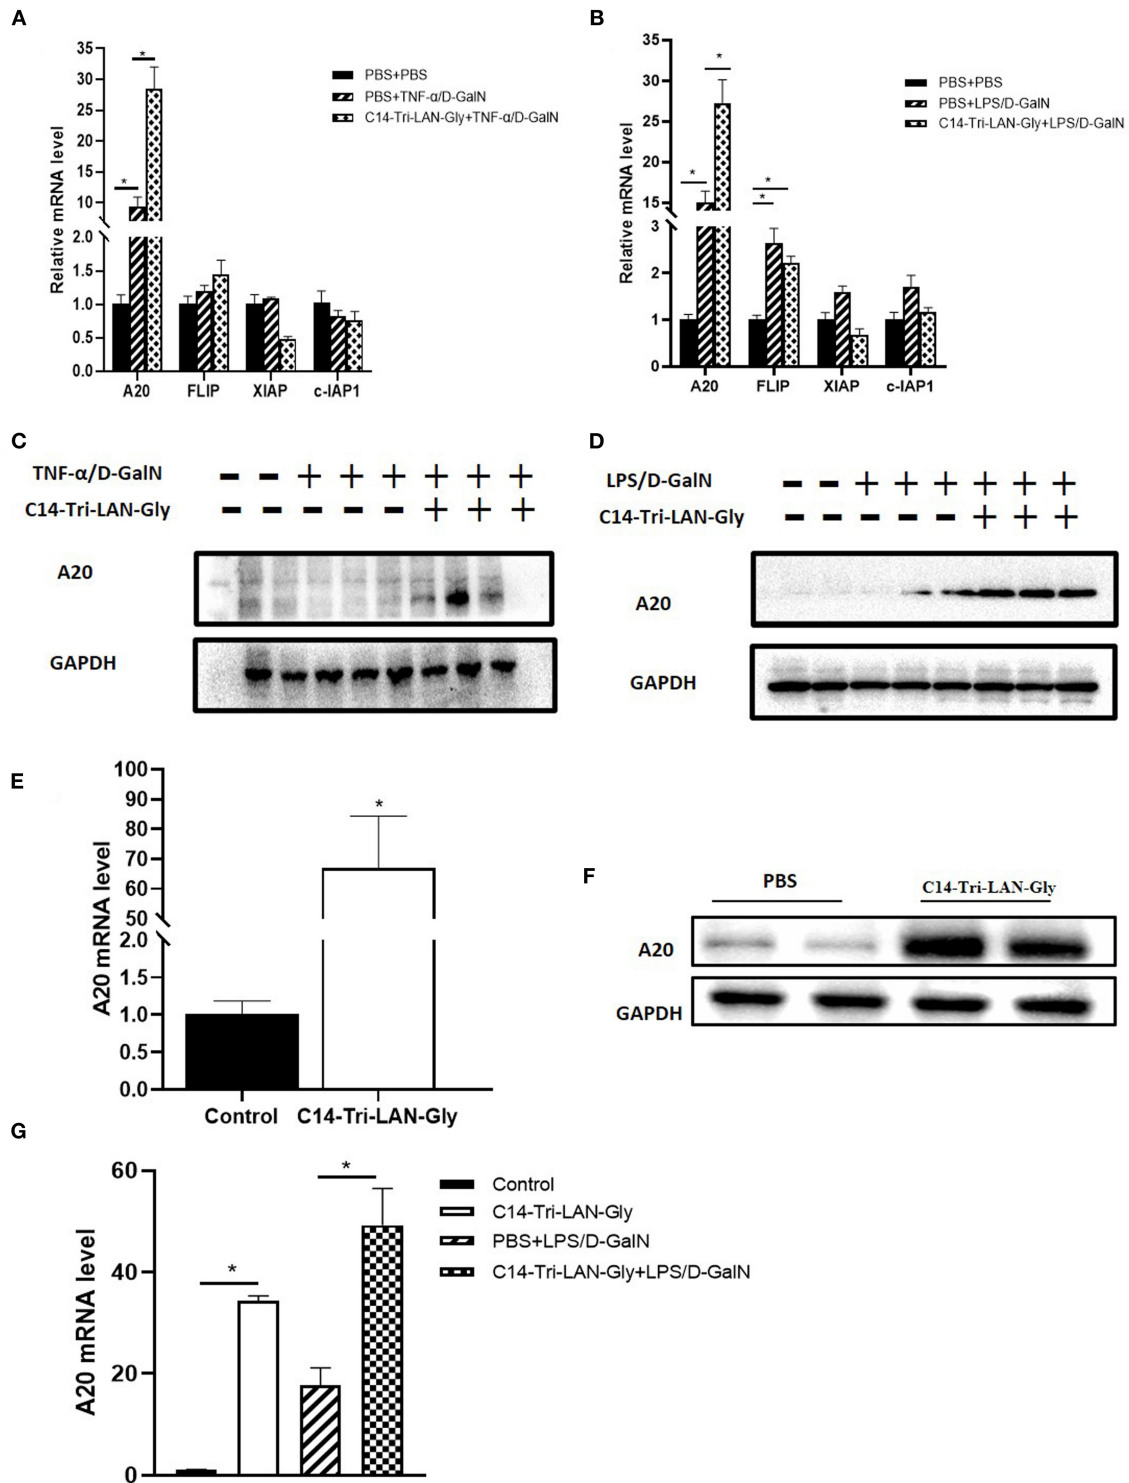 A
Relative mRNA level
35
30
25
20
15
10
2.0
1.5
1.0
0.5
0.0
*
*
PBS+PBS
PBS+TNF-α/D-GalN
C14-Tri-LAN-Gly+TNF-α/D-GalN
A20 FLIP XIAP c-IAP1
B
Relative mRNA level
35
30
25
20
15
3
2
1
0
*
*
*
*
PBS+PBS
PBS+LPS/D-GalN
C14-Tri-LAN-Gly+LPS/D-GalN
A20 FLIP XIAP c-IAP1
C
TNF-α/D-GalN − − + + + + + +
C14-Tri-LAN-Gly − − − − − + + +
A20
GAPDH
D
LPS/D-GalN − − + + + + + +
C14-Tri-LAN-Gly − − − − − + + +
A20
GAPDH
E
A20 mRNA level
100
90
80
70
60
50
2.0
1.5
1.0
0.5
0.0
*
Control C14-Tri-LAN-Gly
F
PBS C14-Tri-LAN-Gly
A20
GAPDH
G
A20 mRNA level
60
40
20
0
*
*
Control
C14-Tri-LAN-Gly
PBS+LPS/D-GalN
C14-Tri-LAN-Gly+LPS/D-GalN